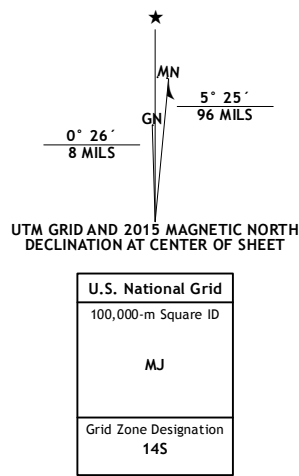 MN
GN
5° 25´
96 MILS
0° 26´
8 MILS
UTM GRID AND 2015 MAGNETIC NORTH
DECLINATION AT CENTER OF SHEET
U.S. National Grid
100,000-m Square ID
MJ
Grid Zone Designation
14S